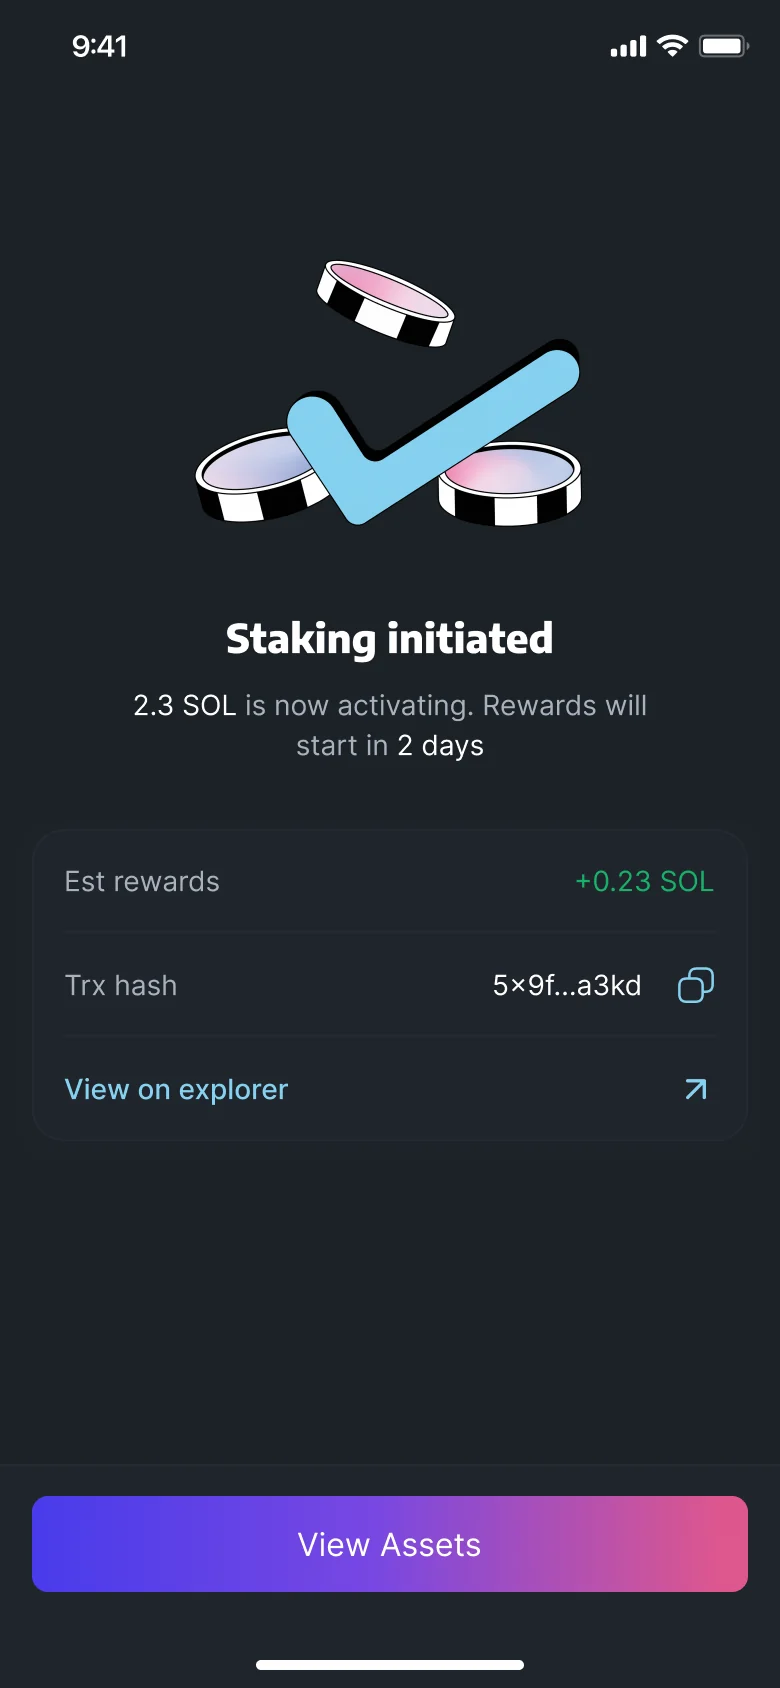 9:41
Staking initiated
2.3 SOL is now activating. Rewards will
start in 2 days
Est rewards +0.23 SOL
Trx hash 5×9f...a3kd
View on explorer
View Assets